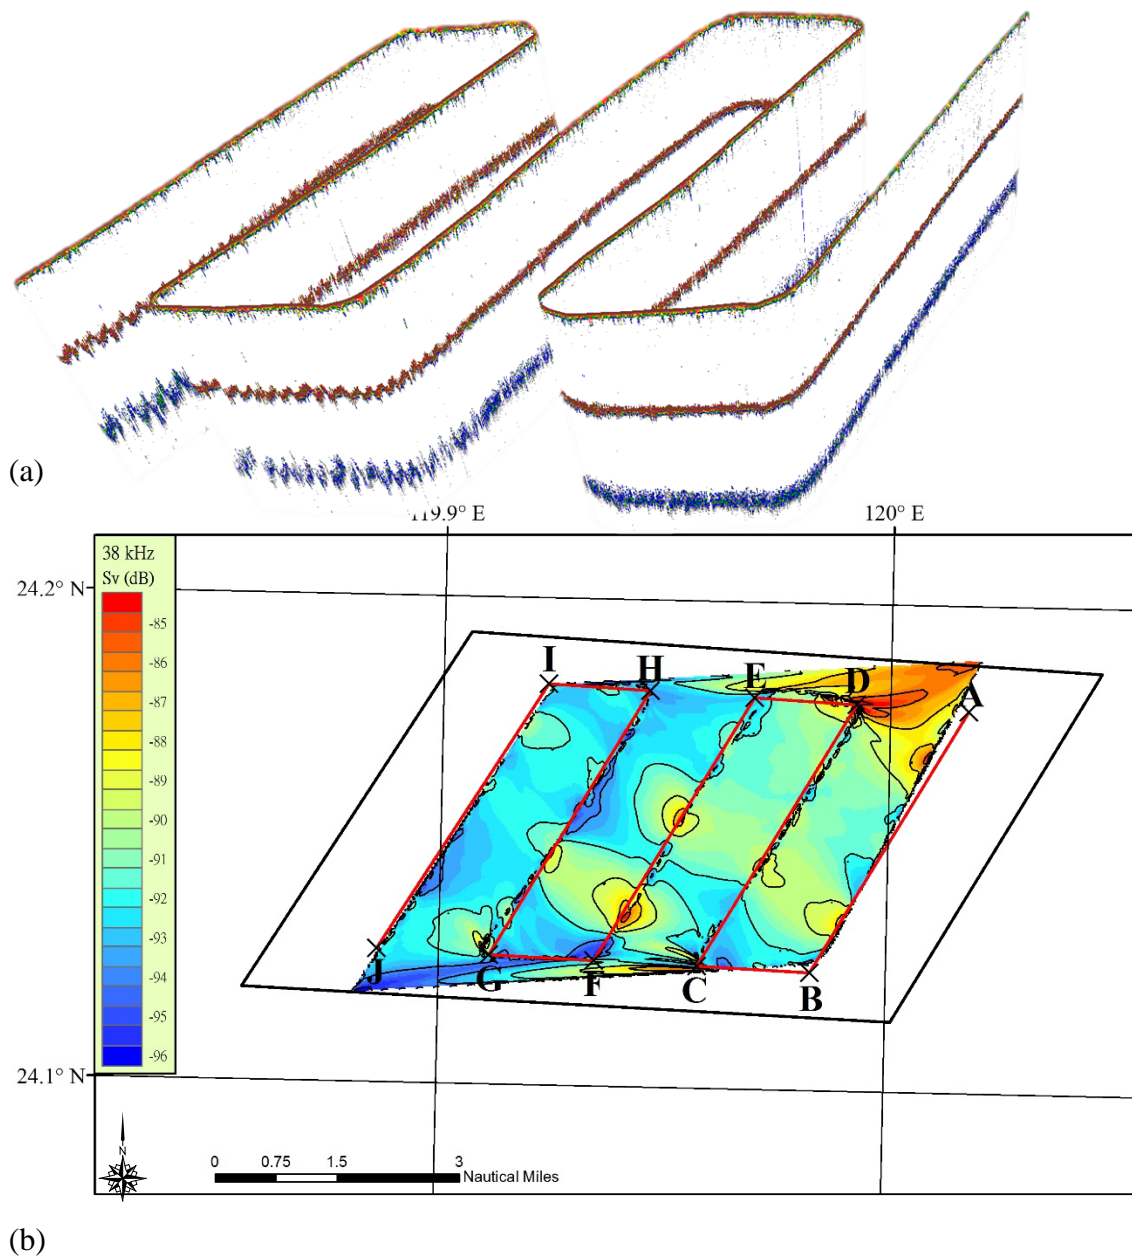 (a)
119.9° E
120° E
38 kHz
Sv (dB)
-85
-86
-87
-88
-89
-90
-91
-92
-93
-94
-95
-96
24.2° N
24.1° N
I
H
E
D
A
J
G
F
C
B
N
0 0.75 1.5 3
Nautical Miles
(b)